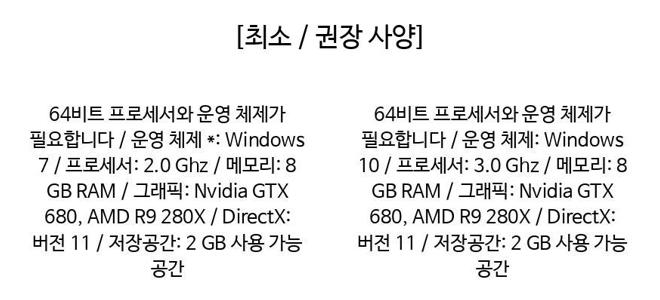 [최소 / 권장 사양]
64비트 프로세서와 운영 체제가
필요합니다 / 운영 체제 *: Windows
7 / 프로세서: 2.0 Ghz / 메모리: 8
GB RAM / 그래픽: Nvidia GTX
680, AMD R9 280X / DirectX:
버전 11 / 저장공간: 2 GB 사용 가능
공간
64비트 프로세서와 운영 체제가
필요합니다 / 운영 체제: Windows
10 / 프로세서: 3.0 Ghz / 메모리: 8
GB RAM / 그래픽: Nvidia GTX
680, AMD R9 280X / DirectX:
버전 11 / 저장공간: 2 GB 사용 가능
공간